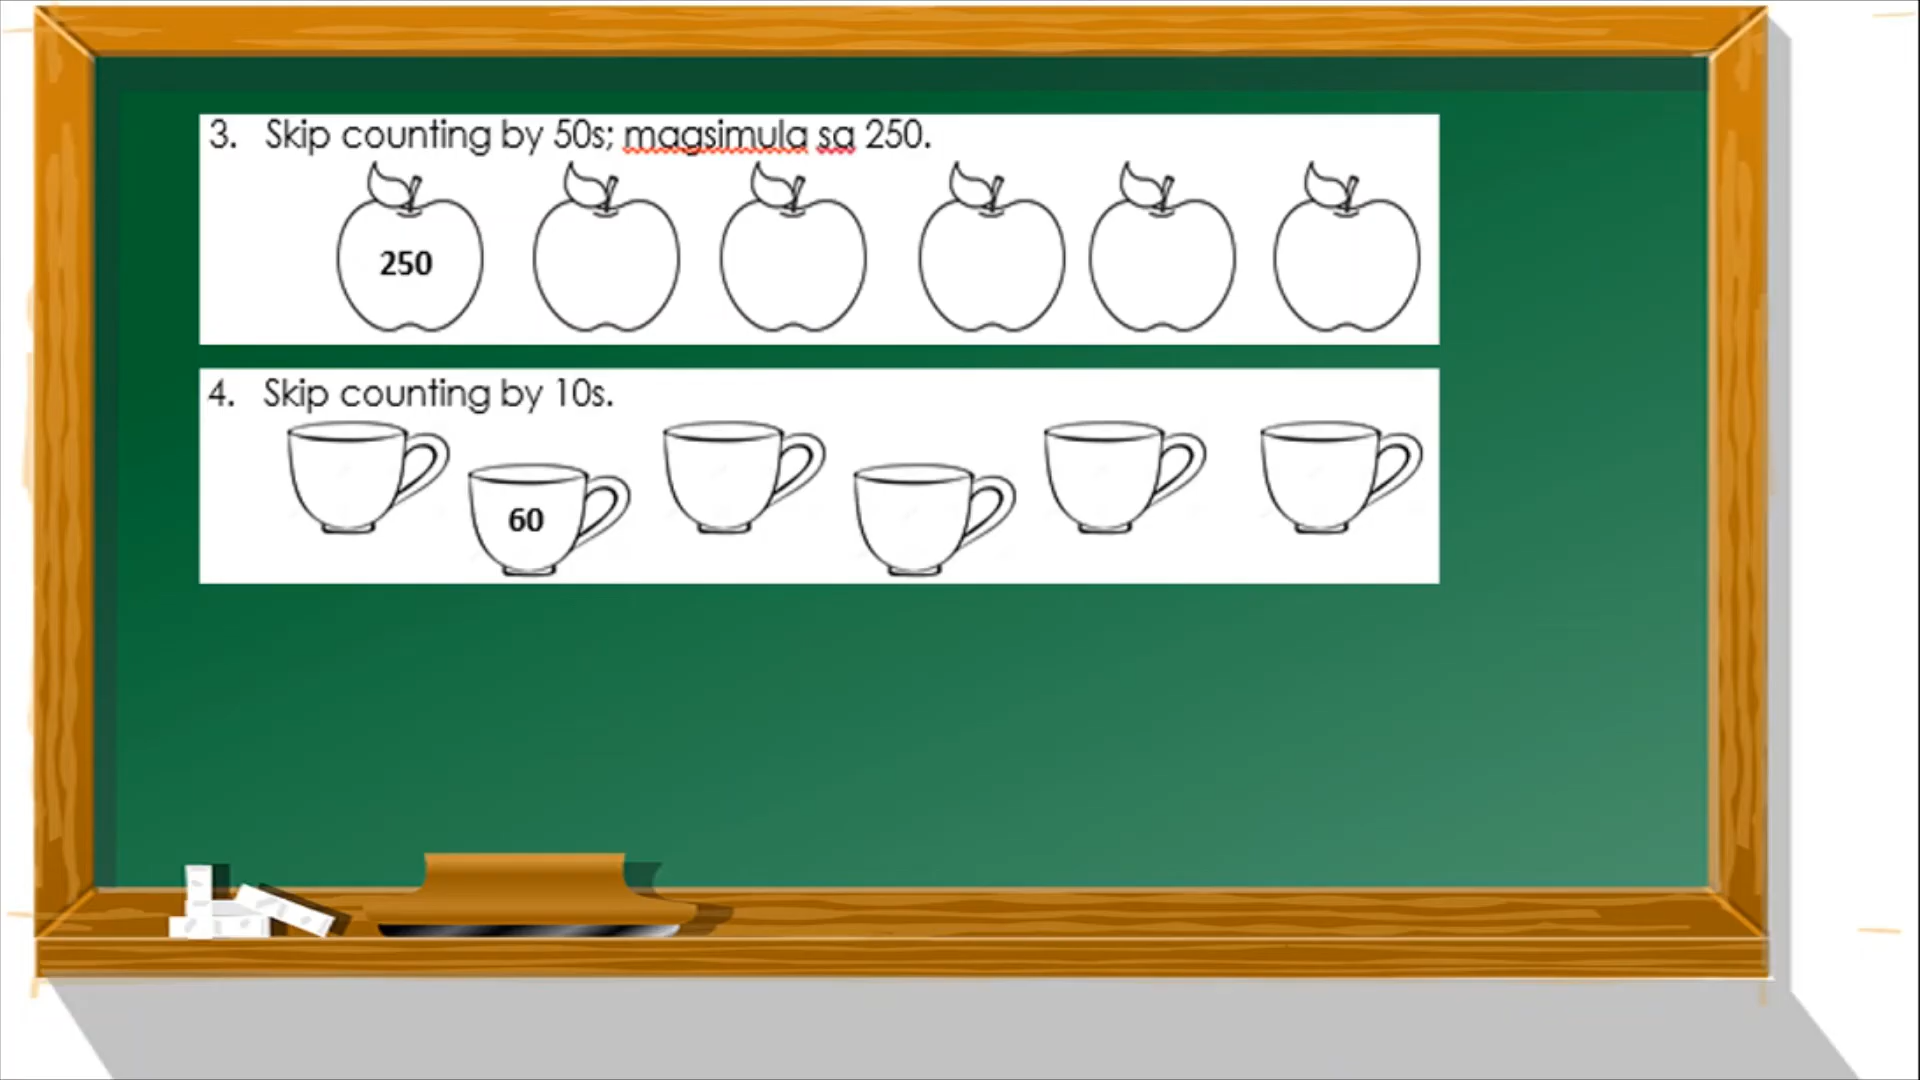 3. Skip counting by 50s; magsimula sa 250.
250
4. Skip counting by 10s.
60